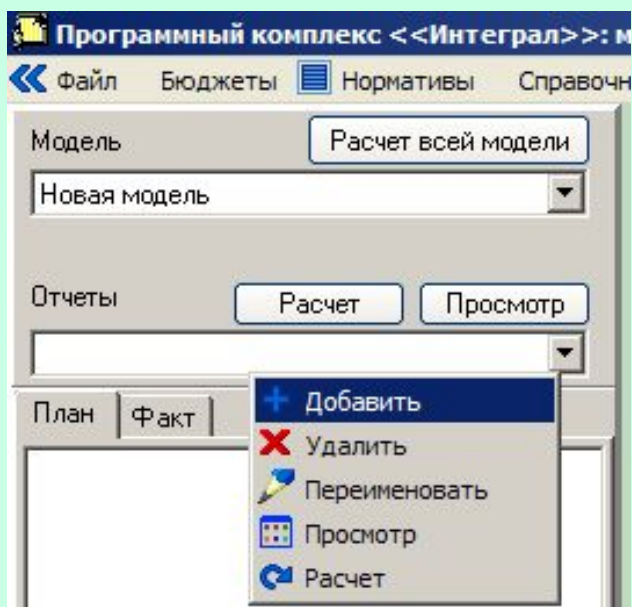 Программный комплекс <<Интеграл>>: м
Файл Бюджеты Нормативы Справочн
Модель Расчет всей модели
Новая модель
Отчеты Расчет Просмотр
План Факт
Добавить
Удалить
Переименовать
Просмотр
Расчет